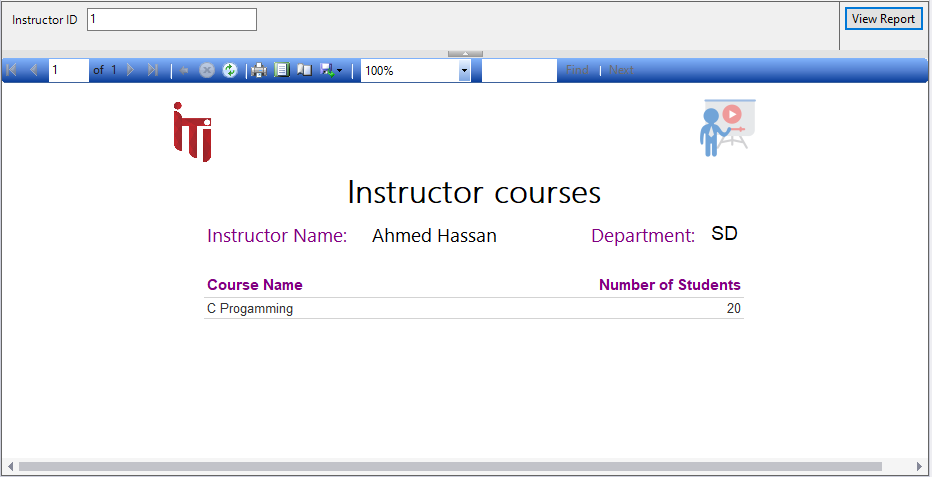 Instructor ID 1 View Report
1 of 1 100% Find | Next
iTi
Instructor courses
Instructor Name: Ahmed Hassan Department: SD
Course Name Number of Students
C Progamming 20